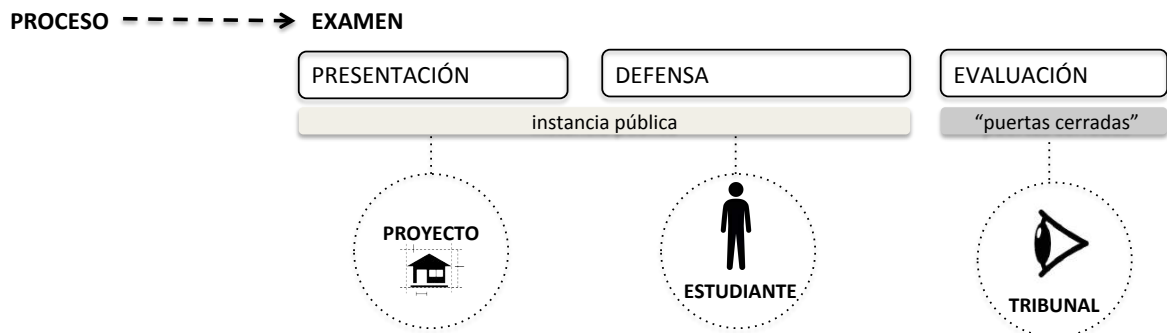 PROCESO EXAMEN
PRESENTACIÓN DEFENSA EVALUACIÓN
instancia pública “puertas cerradas”
PROYECTO
ESTUDIANTE
TRIBUNAL